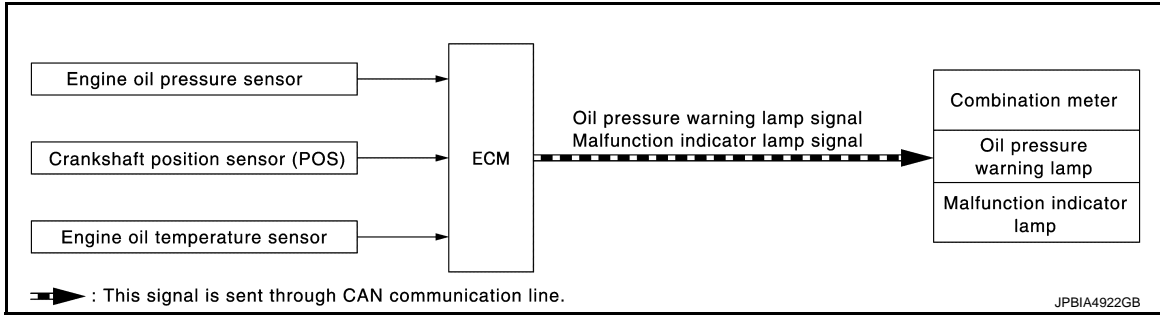 Engine oil pressure sensor
Crankshaft position sensor (POS)
Engine oil temperature sensor
ECM
Oil pressure warning lamp signal
Malfunction indicator lamp signal
Combination meter
Oil pressure
warning lamp
Malfunction indicator
lamp
: This signal is sent through CAN communication line.
JPBIA4922GB